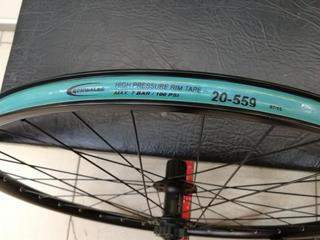 SCHWALBE
HIGH PRESSURE RIM TAPE
MAX. 7 BAR / 100 PSI
20-559